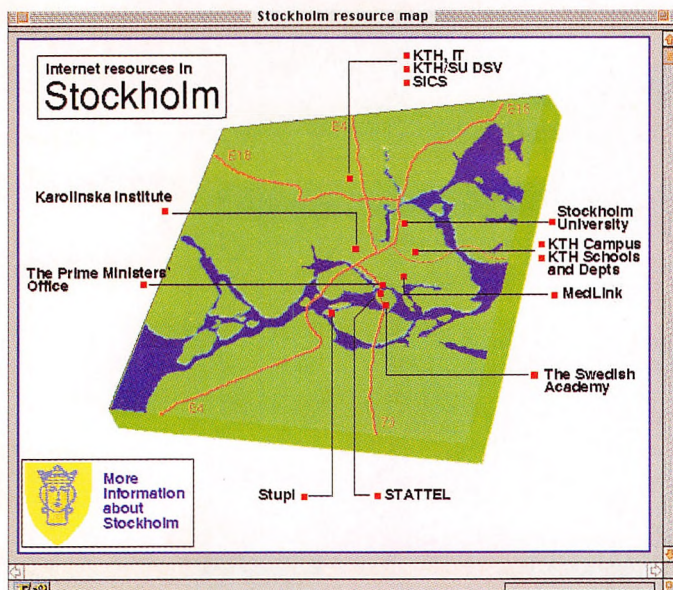 Stockholm resource map
Internet resources in
Stockholm
KTH, IT
KTH/SU DSV
SICS
E4
E18
E18
Karolinska Institute
Stockholm
University
KTH Campus
KTH Schools
and Depts
The Prime Ministers'
Office
MedLink
The Swedish
Academy
E4
73
More
Information
about
Stockholm
Stupi
STATTEL